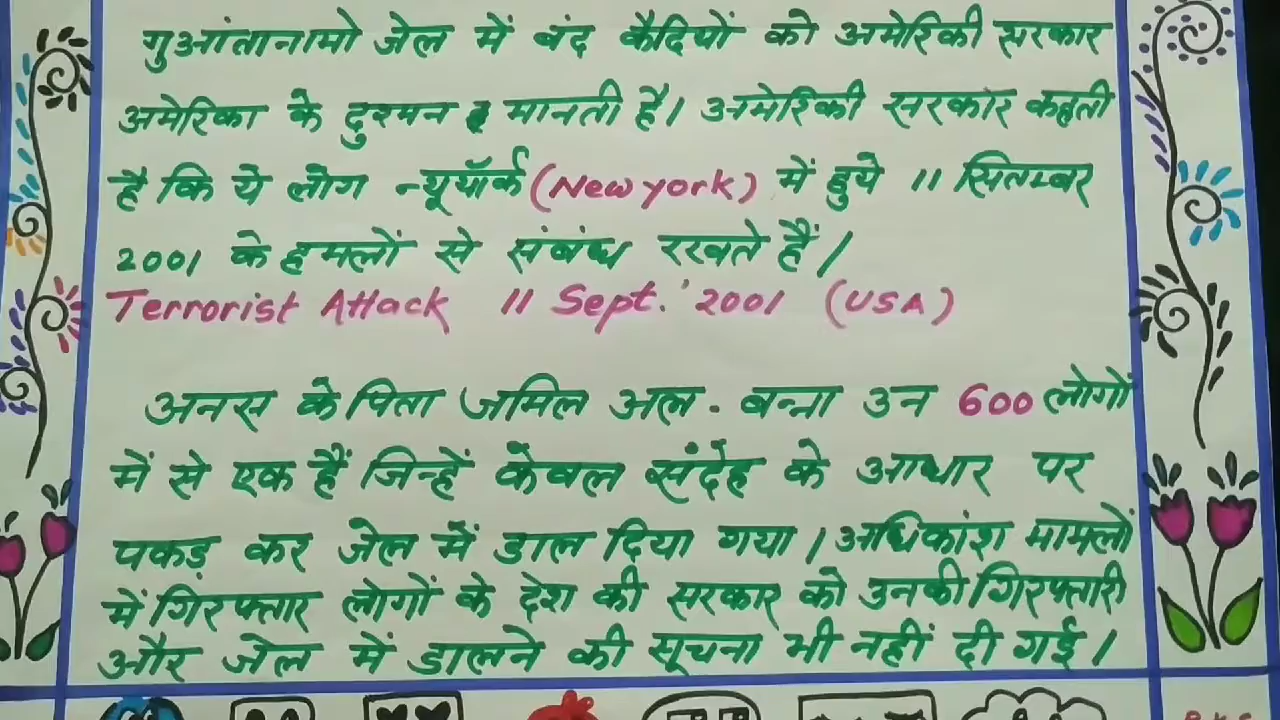 गुआंतानामो जेल में बंद कैदियों को अमेरिकी सरकार
अमेरिका के दुश्मन मानती है। अमेरिकी सरकार कहती
है कि ये लोग न्यूयॉर्क (New york) में हुये 11 सितम्बर
2001 के हमलों से संबंध रखते हैं।
Terrorist Attack 11 Sept.'2001 (USA)
अनस के पिता जमिल अल. बन्ना उन 600 लोगों
में से एक हैं जिन्हें केवल संदेह के आधार पर
पकड़ कर जेल में डाल दिया गया। अधिकांश मामलों
में गिरफ्तार लोगों के देश की सरकार को उनकी गिरफ्तारी
और जेल में डालने की सूचना भी नहीं दी गई।